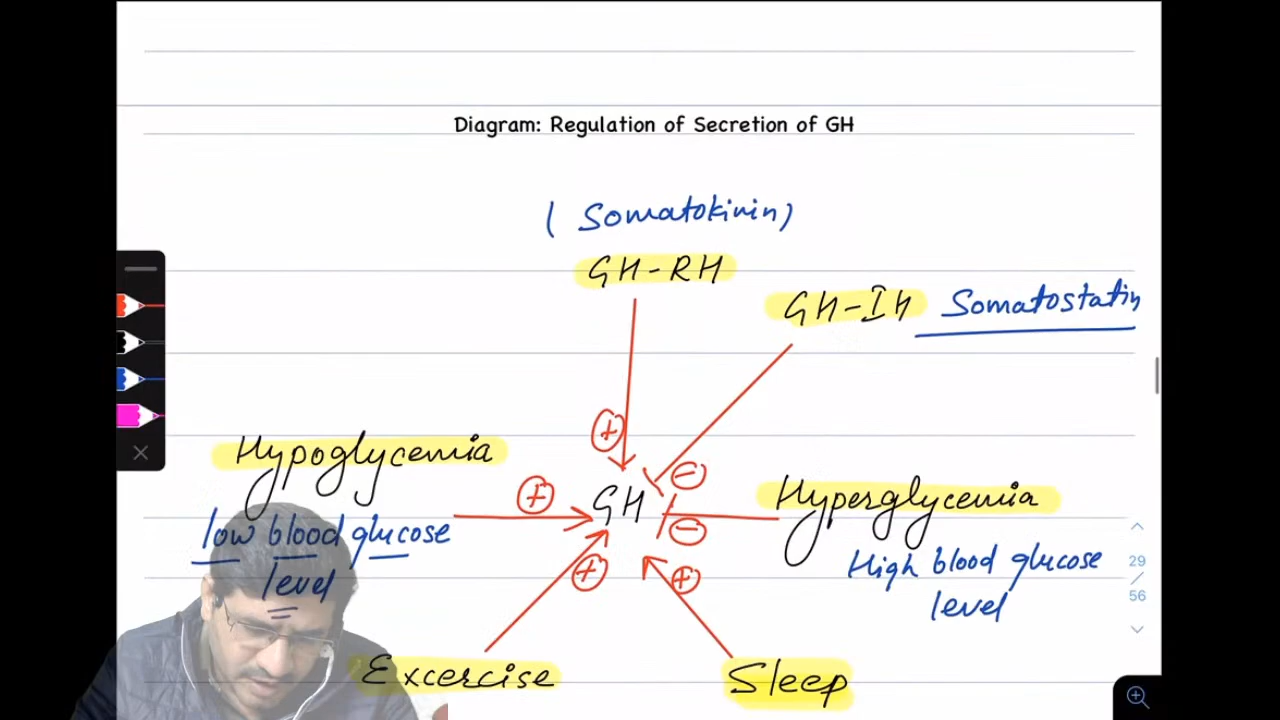 Diagram: Regulation of Secretion of GH
(Somatokinin)
GH-RH
GH-IH Somatostatin
Hypoglycemia
low blood glucose
level
+
-
+
GH
-
Hyperglycemia
High blood glucose
level
+
+
Excercise
Sleep
29
/
56